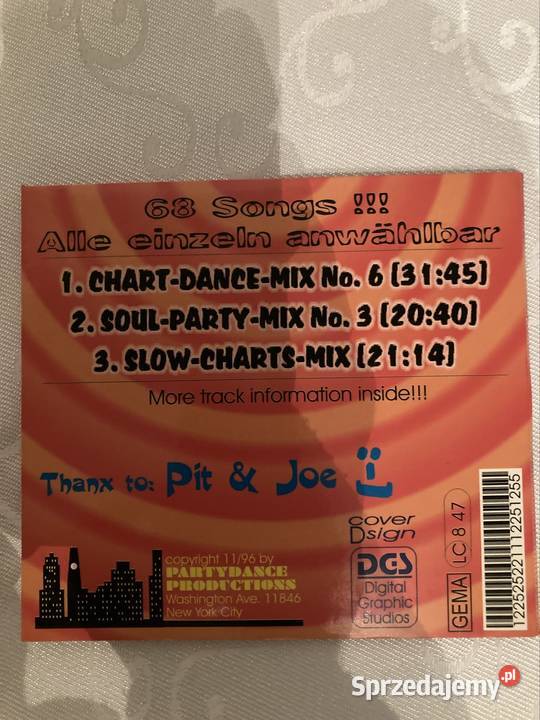 68 Songs !!!
Alle einzeln anwählbar
1. CHART-DANCE-MIX No. 6 (31:45)
2. SOUL-PARTY-MIX No. 3 (20:40)
3. SLOW-CHARTS-MIX (21:14)
More track information inside!!!
Thanx to: Pit & Joe
cover
Dsign
DGS
Digital
Graphic
Studios
copyright 11/96 by
PARTYDANCE
PRODUCTIONS
Washington Ave. 11846
New York City
GEMA LC 8 47
1225252211112251255
Sprzedajemy.pl